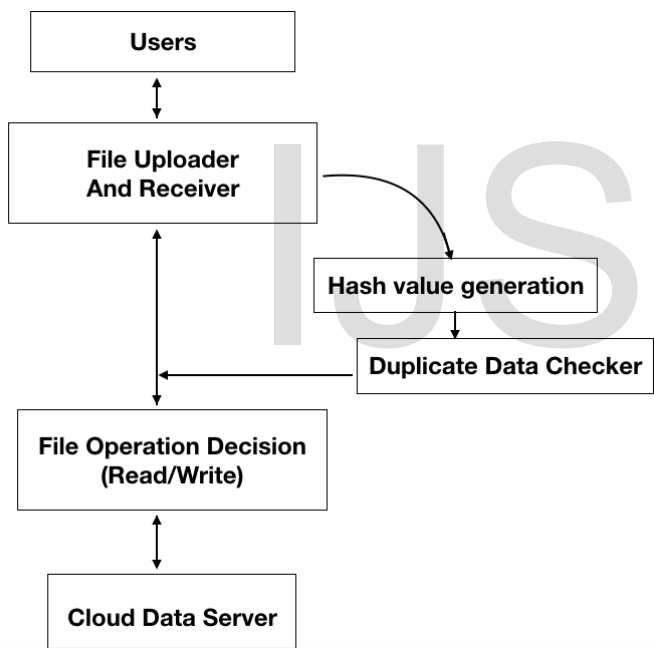 Users
File Uploader
And Receiver
IJS
Hash value generation
Duplicate Data Checker
File Operation Decision
(Read/Write)
Cloud Data Server